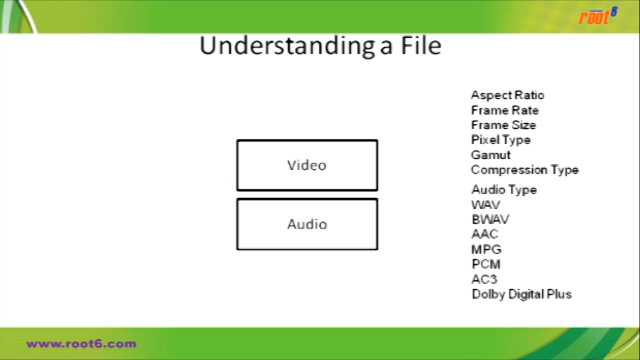 root6
Understanding a File
Video
Audio
Aspect Ratio
Frame Rate
Frame Size
Pixel Type
Gamut
Compression Type
Audio Type
WAV
BWAV
AAC
MPG
PCM
AC3
Dolby Digital Plus
www.root6.com